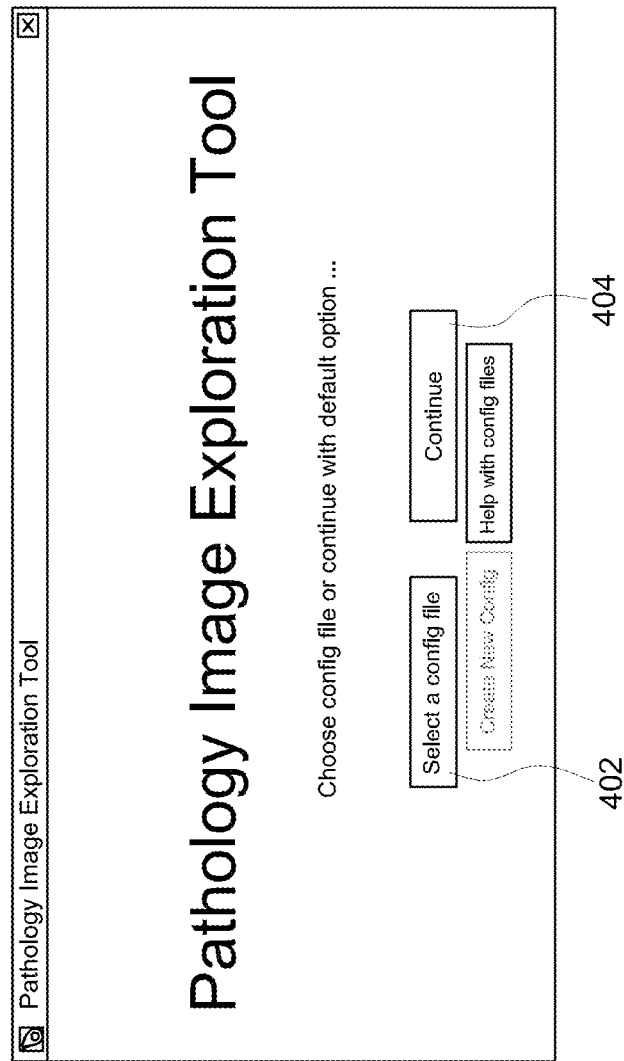 Pathology Image Exploration Tool
Pathology Image Exploration Tool
Choose config file or continue with default option ...
Select a config file
Continue
Create New Config
Help with config files
402
404